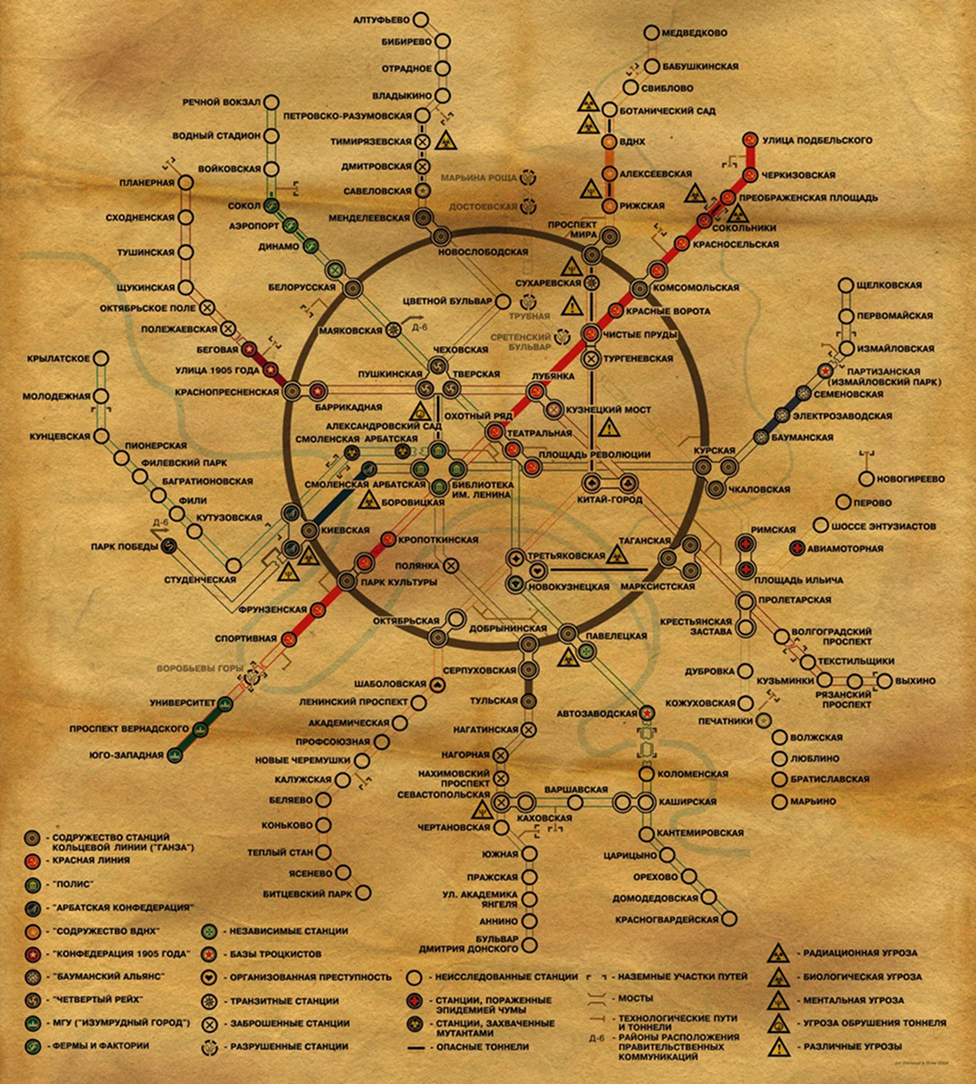 АЛТУФЬЕВО
БИБИРЕВО
ОТРАДНОЕ
ВЛАДЫКИНО
ПЕТРОВСКО-РАЗУМОВСКАЯ
ТИМИРЯЗЕВСКАЯ
ДМИТРОВСКАЯ
САВЕЛОВСКАЯ
МЕНДЕЛЕЕВСКАЯ
НОВОСЛОБОДСКАЯ
МАРЬИНА РОЩА
ДОСТОЕВСКАЯ
МЕДВЕДКОВО
БАБУШКИНСКАЯ
СВИБЛОВО
БОТАНИЧЕСКИЙ САД
ВДНХ
АЛЕКСЕЕВСКАЯ
РИЖСКАЯ
ПРОСПЕКТ
МИРА
СУХАРЕВСКАЯ
УЛИЦА ПОДБЕЛЬСКОГО
ЧЕРКИЗОВСКАЯ
ПРЕОБРАЖЕНСКАЯ ПЛОЩАДЬ
СОКОЛЬНИКИ
КРАСНОСЕЛЬСКАЯ
КОМСОМОЛЬСКАЯ
КРАСНЫЕ ВОРОТА
ЧИСТЫЕ ПРУДЫ
ТУРГЕНЕВСКАЯ
РЕЧНОЙ ВОКЗАЛ
ВОДНЫЙ СТАДИОН
ВОЙКОВСКАЯ
СОКОЛ
АЭРОПОРТ
ДИНАМО
БЕЛОРУССКАЯ
МАЯКОВСКАЯ
Д-6
ПЛАНЕРНАЯ
СХОДНЕНСКАЯ
ТУШИНСКАЯ
ЩУКИНСКАЯ
ОКТЯБРЬСКОЕ ПОЛЕ
ПОЛЕЖАЕВСКАЯ
БЕГОВАЯ
УЛИЦА 1905 ГОДА
КРАСНОПРЕСНЕНСКАЯ
БАРРИКАДНАЯ
ЦВЕТНОЙ БУЛЬВАР
ТРУБНАЯ
СРЕТЕНСКИЙ
БУЛЬВАР
ЧЕХОВСКАЯ
ПУШКИНСКАЯ
ТВЕРСКАЯ
ЛУБЯНКА
КУЗНЕЦКИЙ МОСТ
ОХОТНЫЙ РЯД
ТЕАТРАЛЬНАЯ
ПЛОЩАДЬ РЕВОЛЮЦИИ
АЛЕКСАНДРОВСКИЙ САД
СМОЛЕНСКАЯ
АРБАТСКАЯ
СМОЛЕНСКАЯ
АРБАТСКАЯ
БОРОВИЦКАЯ
БИБЛИОТЕКА
ИМ. ЛЕНИНА
КИТАЙ-ГОРОД
ЩЕЛКОВСКАЯ
ПЕРВОМАЙСКАЯ
ИЗМАЙЛОВСКАЯ
ПАРТИЗАНСКАЯ
(ИЗМАЙЛОВСКИЙ ПАРК)
СЕМЕНОВСКАЯ
ЭЛЕКТРОЗАВОДСКАЯ
БАУМАНСКАЯ
КУРСКАЯ
ЧКАЛОВСКАЯ
НОВОГИРЕЕВО
ПЕРОВО
ШОССЕ ЭНТУЗИАСТОВ
АВИАМОТОРНАЯ
РИМСКАЯ
ПЛОЩАДЬ ИЛЬИЧА
ТАГАНСКАЯ
МАРКСИСТСКАЯ
КРЫЛАТСКОЕ
МОЛОДЕЖНАЯ
КУНЦЕВСКАЯ
ПИОНЕРСКАЯ
ФИЛЕВСКИЙ ПАРК
БАГРАТИОНОВСКАЯ
ФИЛИ
КУТУЗОВСКАЯ
СТУДЕНЧЕСКАЯ
Д-6
ПАРК ПОБЕДЫ
КИЕВСКАЯ
КРОПОТКИНСКАЯ
ПАРК КУЛЬТУРЫ
ФРУНЗЕНСКАЯ
СПОРТИВНАЯ
ВОРОБЬЕВЫ ГОРЫ
УНИВЕРСИТЕТ
ПРОСПЕКТ ВЕРНАДСКОГО
ЮГО-ЗАПАДНАЯ
ПОЛЯНКА
ТРЕТЬЯКОВСКАЯ
НОВОКУЗНЕЦКАЯ
ОКТЯБРЬСКАЯ
ДОБРЫНИНСКАЯ
ПАВЕЛЕЦКАЯ
СЕРПУХОВСКАЯ
ТУЛЬСКАЯ
НАГАТИНСКАЯ
НАГОРНАЯ
НАХИМОВСКИЙ
ПРОСПЕКТ
СЕВАСТОПОЛЬСКАЯ
ЧЕРТАНОВСКАЯ
ЮЖНАЯ
ПРАЖСКАЯ
УЛ. АКАДЕМИКА
ЯНГЕЛЯ
АННИНО
БУЛЬВАР
ДМИТРИЯ ДОНСКОГО
ШАБОЛОВСКАЯ
ЛЕНИНСКИЙ ПРОСПЕКТ
АКАДЕМИЧЕСКАЯ
ПРОФСОЮЗНАЯ
НОВЫЕ ЧЕРЕМУШКИ
КАЛУЖСКАЯ
БЕЛЯЕВО
КОНЬКОВО
ТЕПЛЫЙ СТАН
ЯСЕНЕВО
БИТЦЕВСКИЙ ПАРК
КАХОВСКАЯ
ВАРШАВСКАЯ
КАШИРСКАЯ
АВТОЗАВОДСКАЯ
КОЛОМЕНСКАЯ
КАНТЕМИРОВСКАЯ
ЦАРИЦЫНО
ОРЕХОВО
ДОМОДЕДОВСКАЯ
КРАСНОГВАРДЕЙСКАЯ
ПРОЛЕТАРСКАЯ
КРЕСТЬЯНСКАЯ
ЗАСТАВА
ВОЛГОГРАДСКИЙ
ПРОСПЕКТ
ТЕКСТИЛЬЩИКИ
КУЗЬМИНКИ
РЯЗАНСКИЙ
ПРОСПЕКТ
ВЫХИНО
ДУБРОВКА
КОЖУХОВСКАЯ
ПЕЧАТНИКИ
ВОЛЖСКАЯ
ЛЮБЛИНО
БРАТИСЛАВСКАЯ
МАРЬИНО
- СОДРУЖЕСТВО СТАНЦИЙ
КОЛЬЦЕВОЙ ЛИНИИ ("ГАНЗА")
- КРАСНАЯ ЛИНИЯ
- "ПОЛИС"
- "АРБАТСКАЯ КОНФЕДЕРАЦИЯ"
- "СОДРУЖЕСТВО ВДНХ"
- "КОНФЕДЕРАЦИЯ 1905 ГОДА"
- "БАУМАНСКИЙ АЛЬЯНС"
- "ЧЕТВЕРТЫЙ РЕЙХ"
- МГУ ("ИЗУМРУДНЫЙ ГОРОД")
- ФЕРМЫ И ФАКТОРИИ
- НЕЗАВИСИМЫЕ СТАНЦИИ
- БАЗЫ ТРОЦКИСТОВ
- ОРГАНИЗОВАННАЯ ПРЕСТУПНОСТЬ
- ТРАНЗИТНЫЕ СТАНЦИИ
- ЗАБРОШЕННЫЕ СТАНЦИИ
- РАЗРУШЕННЫЕ СТАНЦИИ
- НЕИССЛЕДОВАННЫЕ СТАНЦИИ
- СТАНЦИИ, ПОРАЖЕННЫЕ
ЭПИДЕМИЕЙ ЧУМЫ
- СТАНЦИИ, ЗАХВАЧЕННЫЕ
МУТАНТАМИ
- ОПАСНЫЕ ТОННЕЛИ
- НАЗЕМНЫЕ УЧАСТКИ ПУТЕЙ
- МОСТЫ
- ТЕХНОЛОГИЧЕСКИЕ ПУТИ
И ТОННЕЛИ
Д-6 - РАЙОНЫ РАСПОЛОЖЕНИЯ
ПРАВИТЕЛЬСТВЕННЫХ
КОММУНИКАЦИЙ
- РАДИАЦИОННАЯ УГРОЗА
- БИОЛОГИЧЕСКАЯ УГРОЗА
- МЕНТАЛЬНАЯ УГРОЗА
- УГРОЗА ОБРУШЕНИЯ ТОННЕЛЯ
- РАЗЛИЧНЫЕ УГРОЗЫ